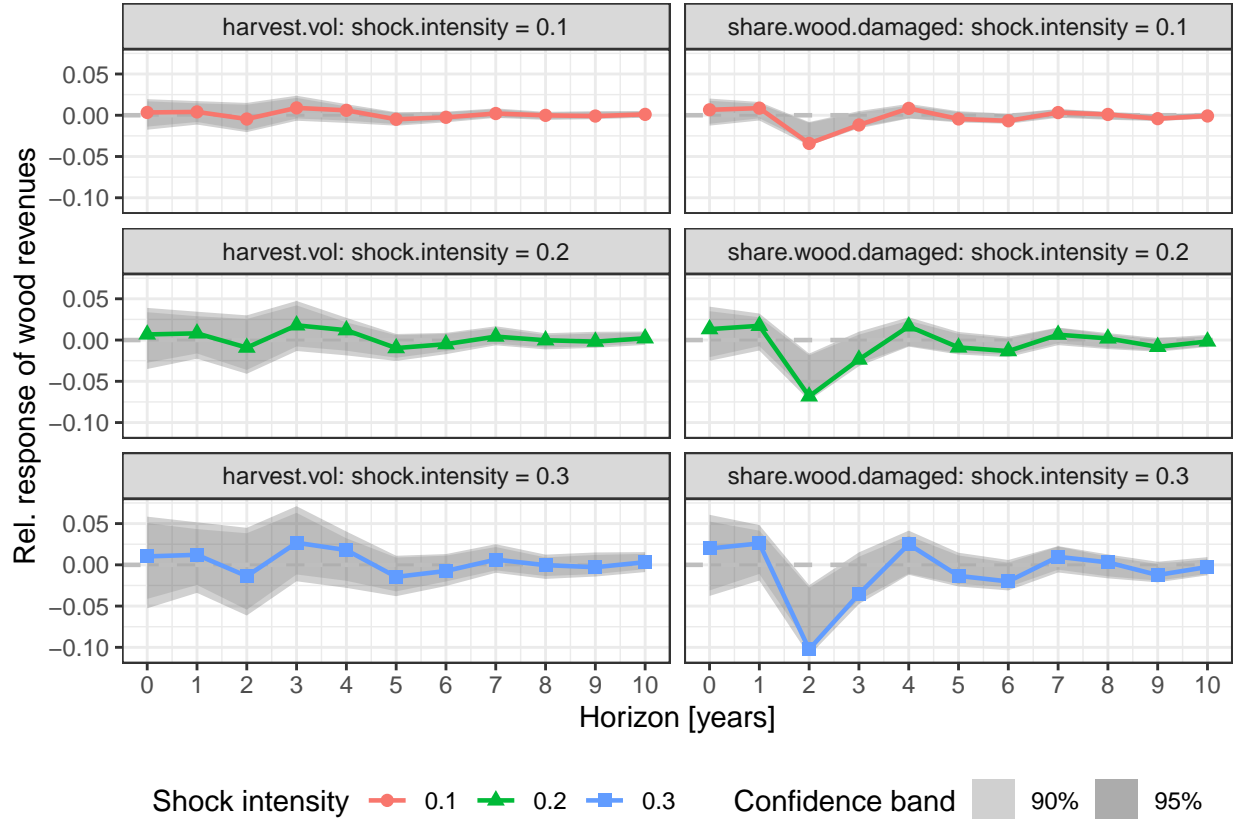 harvest.vol: shock.intensity = 0.1
share.wood.damaged: shock.intensity = 0.1
0.05
0.00
−0.05
−0.10
harvest.vol: shock.intensity = 0.2
share.wood.damaged: shock.intensity = 0.2
0.05
0.00
−0.05
−0.10
harvest.vol: shock.intensity = 0.3
share.wood.damaged: shock.intensity = 0.3
0.05
0.00
−0.05
−0.10
Rel. response of wood revenues
0 1 2 3 4 5 6 7 8 9 10
0 1 2 3 4 5 6 7 8 9 10
Horizon [years]
Shock intensity 0.1 0.2 0.3 Confidence band 90% 95%